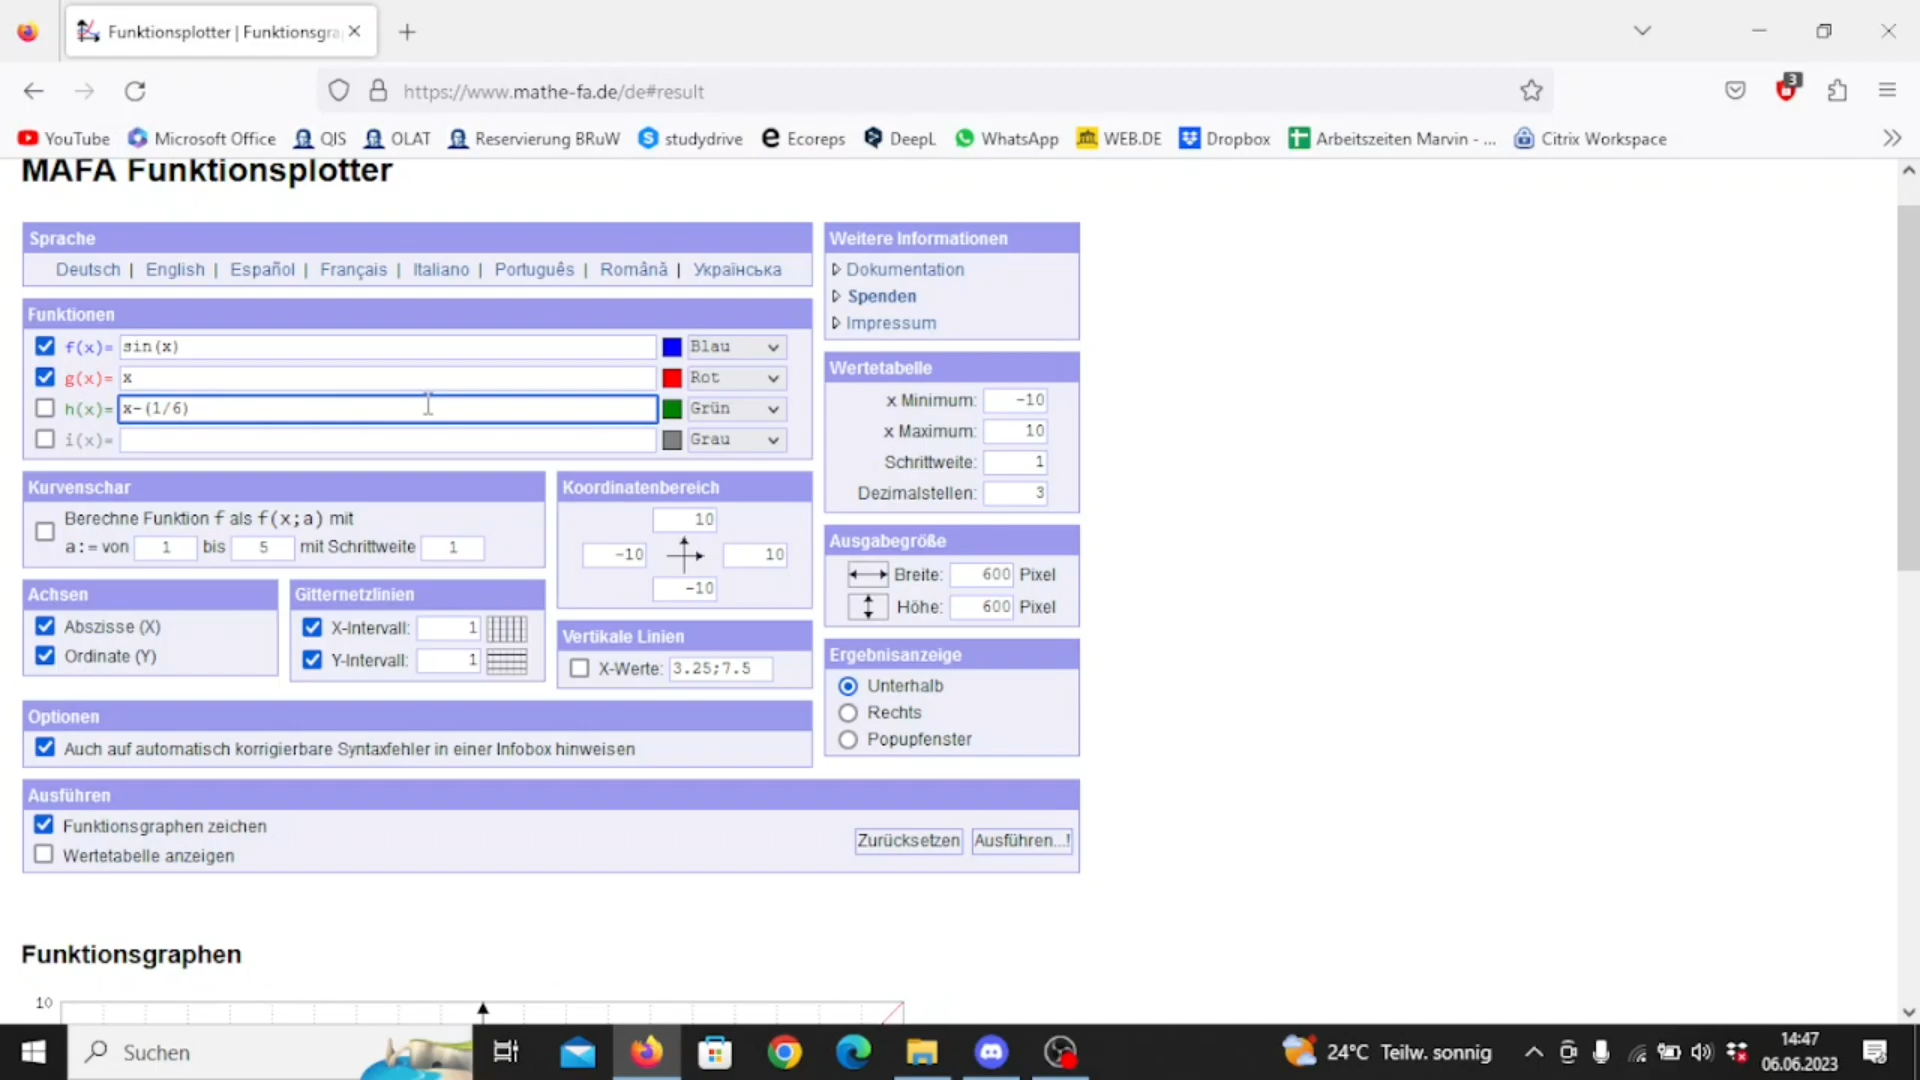 Funktionsplotter | Funktionsgra
https://www.mathe-fa.de/de#result
3
YouTube Microsoft Office QIS OLAT Reservierung BRuW studydrive Ecoreps DeepL WhatsApp WEB.DE Dropbox Arbeitszeiten Marvin - ... Citrix Workspace
MAFA Funktionsplotter
Sprache
Deutsch | English | Español | Français | Italiano | Português | Română | Українська
Funktionen
f(x)= sin(x) Blau
g(x)= x Rot
h(x)= x-(1/6) Grün
i(x)= Grau
Kurvenschar
Berechne Funktion f als f(x;a) mit
a:= von 1 bis 5 mit Schrittweite 1
Koordinatenbereich
10
-10 10
-10
Achsen
Abszisse (X)
Ordinate (Y)
Gitternetzlinien
X-Intervall: 1
Y-Intervall: 1
Vertikale Linien
X-Werte: 3.25;7.5
Optionen
Auch auf automatisch korrigierbare Syntaxfehler in einer Infobox hinweisen
Weitere Informationen
Dokumentation
Spenden
Impressum
Wertetabelle
x Minimum: -10
x Maximum: 10
Schrittweite: 1
Dezimalstellen: 3
Ausgabegröße
Breite: 600 Pixel
Höhe: 600 Pixel
Ergebnisanzeige
Unterhalb
Rechts
Popupfenster
Ausführen
Funktionsgraphen zeichen
Wertetabelle anzeigen
Zurücksetzen Ausführen...!
Funktionsgraphen
10
Suchen
24°C Teilw. sonnig
14:47
06.06.2023